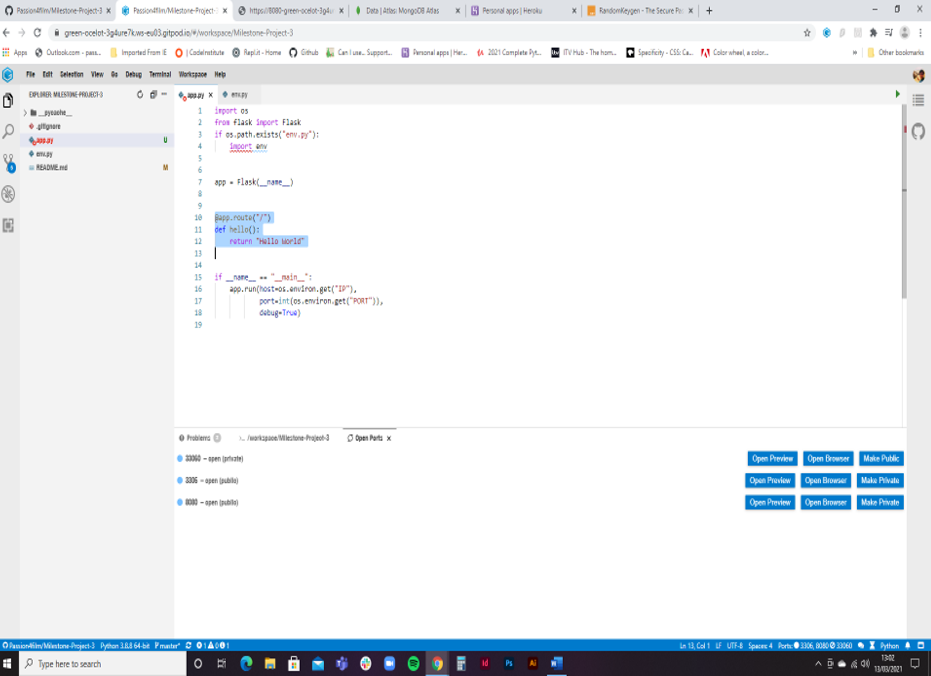 Passion4film/Milestone-Project-3
Passion4film/Milestone-Project-3
https://8080-green-ocelot-3g4u
Data | Atlas: MongoDB Atlas
Personal apps | Heroku
RandomKeygen - The Secure Pa
green-ocelot-3g4ure7k.ws-eu03.gitpod.io/#/workspace/Milestone-Project-3
Apps
Outlook.com - pass...
Imported From IE
| CodeInstitute
Repl.it - Home
Github
Can I use... Support...
Personal apps | Her...
2021 Complete Pyt...
ITV Hub - The hom...
Specificity - CSS: Ca...
Color wheel, a color...
»
Other bookmarks
File Edit Selection View Go Debug Terminal Workspace Help
EXPLORER: MILESTONE-PROJECT-3
__pycache__
.gitignore
app.py U
env.py
README.md M
app.py
env.py
1 import os
2 from flask import Flask
3 if os.path.exists("env.py"):
4 import env
5
6
7 app = Flask(__name__)
8
9
10 @app.route("/")
11 def hello():
12 return "Hello World"
13
14
15 if __name__ == "__main__":
16 app.run(host=os.environ.get("IP"),
17 port=int(os.environ.get("PORT")),
18 debug=True)
19
Problems
>_ /workspace/Milestone-Project-3
Open Ports
33060 – open (private)
Open Preview Open Browser Make Public
3306 – open (public)
Open Preview Open Browser Make Private
8080 – open (public)
Open Preview Open Browser Make Private
Passion4film/Milestone-Project-3 Python 3.8.8 64-bit master* 1 0 1
Ln 13, Col 1 LF UTF-8 Spaces: 4 Ports: 3306, 8080 33060 Python
Type here to search
13:02
13/03/2021